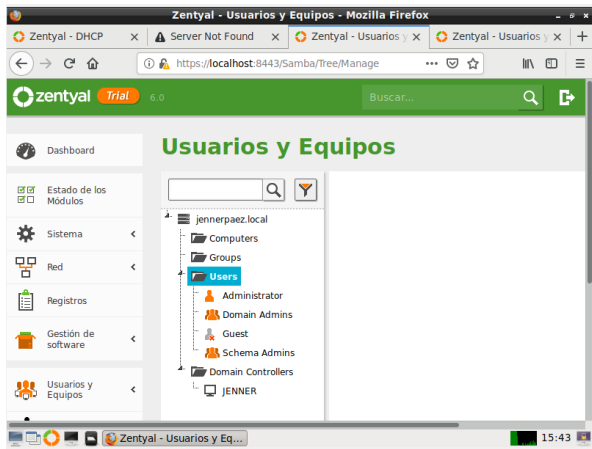 Zentyal - Usuarios y Equipos - Mozilla Firefox
Zentyal - DHCP
Server Not Found
Zentyal - Usuarios y
Zentyal - Usuarios y
https://localhost:8443/Samba/Tree/Manage
zentyal Trial 6.0
Buscar...
Usuarios y Equipos
Dashboard
Estado de los
Módulos
Sistema
Red
Registros
Gestión de
software
Usuarios y
Equipos
jennerpaez.local
Computers
Groups
Users
Administrator
Domain Admins
Guest
Schema Admins
Domain Controllers
JENNER
Zentyal - Usuarios y Eq...
15:43